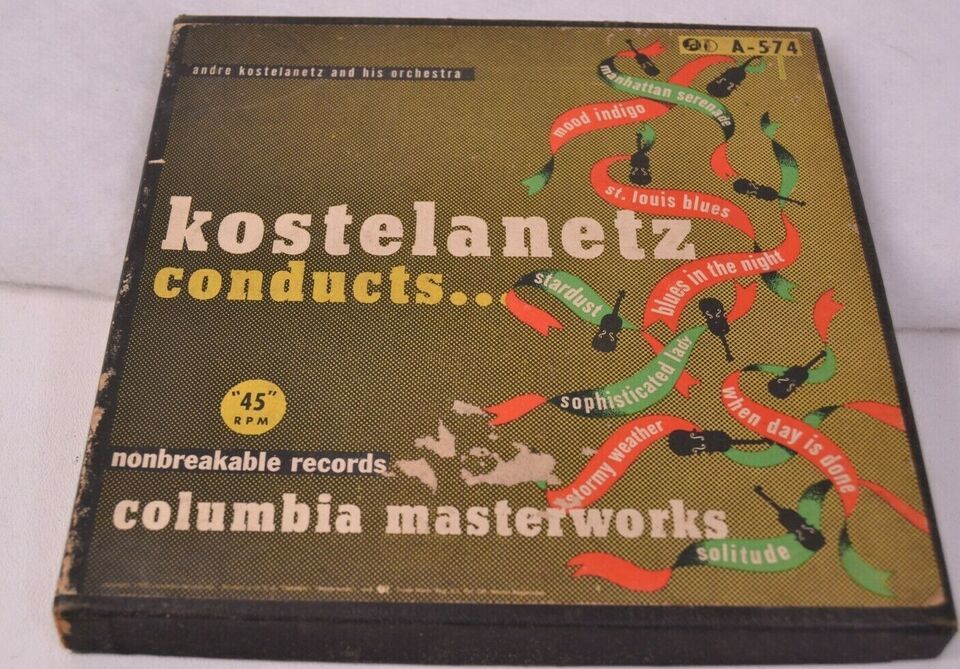 A-574
andre kostelanetz and his orchestra
manhattan serenade
mood indigo
st. louis blues
kostelanetz
conducts...
blues in the night
stardust
sophisticated lady
"45"
RPM
when day is done
stormy weather
nonbreakable records
columbia masterworks
solitude